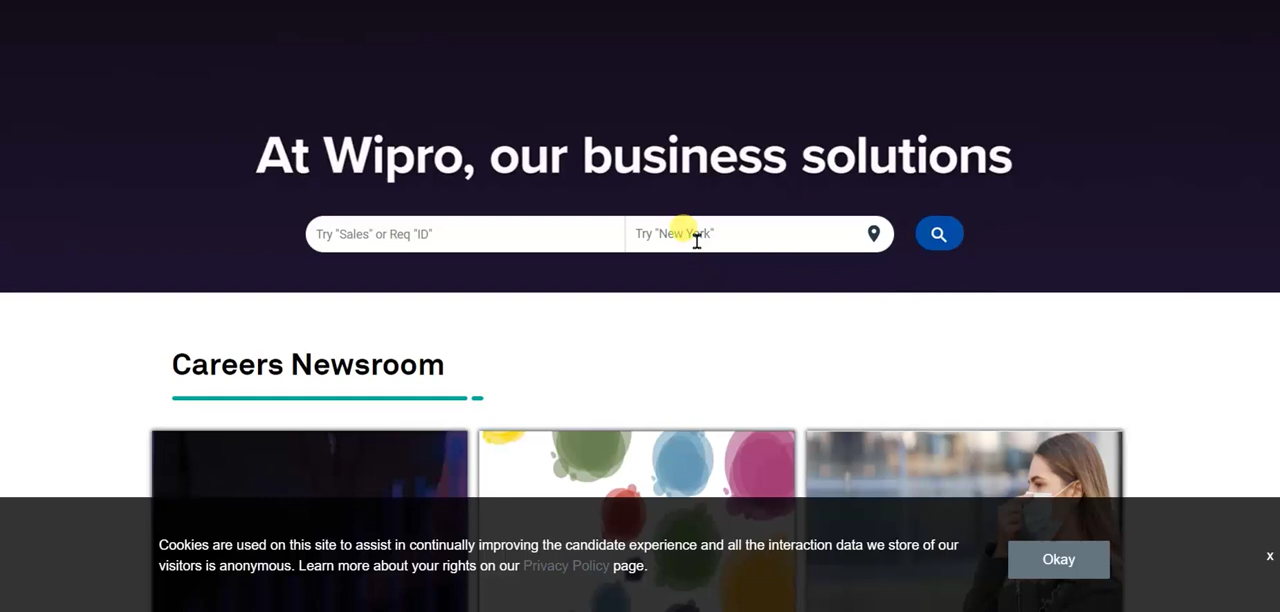 At Wipro, our business solutions
Try "Sales" or Req "ID"
Try "New York"
Careers Newsroom
Cookies are used on this site to assist in continually improving the candidate experience and all the interaction data we store of our
visitors is anonymous. Learn more about your rights on our Privacy Policy page.
Okay
x